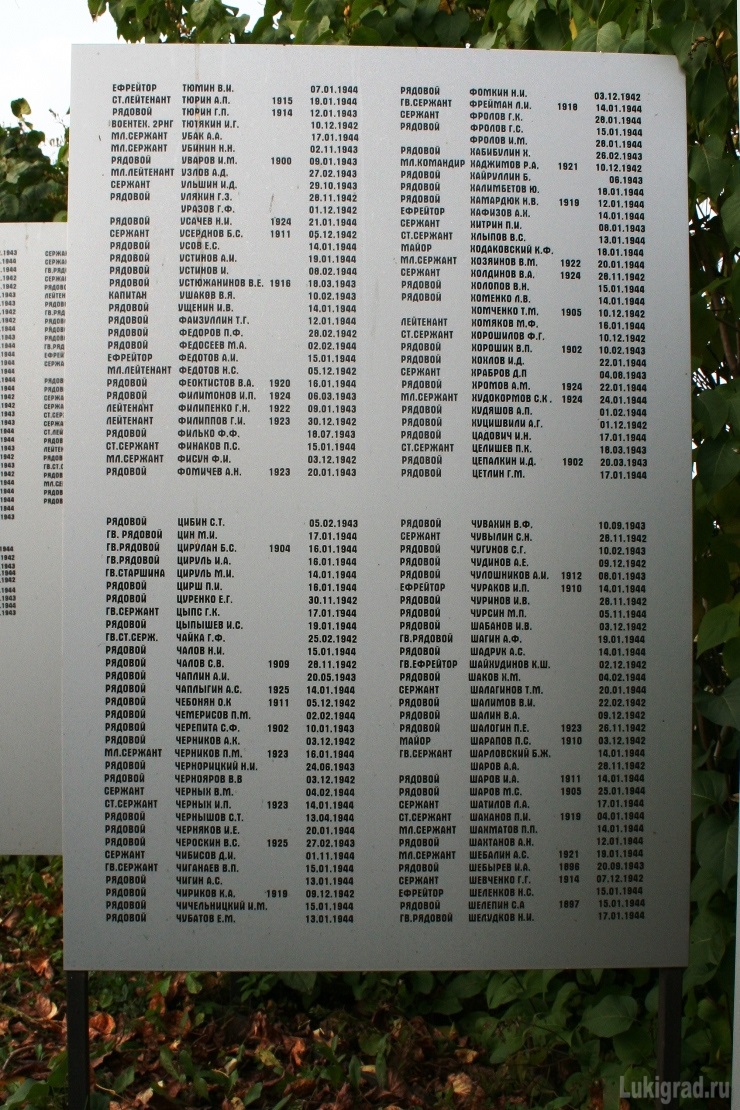 ЕФРЕЙТОР ТЮМИН В.И. 07.01.1944
СТ.ЛЕЙТЕНАНТ ТЮРИН А.П. 1915 19.01.1944
РЯДОВОЙ ТЮРИН Г.П. 1914 12.01.1943
ВОЕНТЕХ. 2РНГ ТЮТЯКИН И.Г. 10.12.1942
МЛ.СЕРЖАНТ УБАК А.А. 17.01.1944
МЛ.СЕРЖАНТ УБИНИН Н.Н. 02.11.1943
РЯДОВОЙ УВАРОВ И.М. 1900 09.01.1943
МЛ.ЛЕЙТЕНАНТ УЗЛОВ А.Д. 27.02.1943
СЕРЖАНТ УЛЬШИН И.Д. 29.10.1943
РЯДОВОЙ УЛЯКИН Г.З. 28.11.1942
УРАЗОВ Г.Ф. 01.12.1942
РЯДОВОЙ УСАЧЕВ Н.И. 1924 21.01.1944
СЕРЖАНТ УСЕРДНОВ Б.С. 1911 05.12.1942
РЯДОВОЙ УСОВ Е.С. 14.01.1944
РЯДОВОЙ УСТИНОВ А.И. 19.01.1944
РЯДОВОЙ УСТИНОВ И. 08.02.1944
РЯДОВОЙ УСТЮЖАНИНОВ В.Е. 1916 18.03.1943
КАПИТАН УШАКОВ В.Я. 10.02.1943
РЯДОВОЙ УЩЕНИН И.В. 14.01.1944
РЯДОВОЙ ФАИЗУЛЛИН Т.Г. 12.01.1944
РЯДОВОЙ ФЕДОРОВ П.Ф. 28.02.1942
РЯДОВОЙ ФЕДОСЕЕВ М.А. 02.02.1944
ЕФРЕЙТОР ФЕДОТОВ А.И. 15.01.1944
МЛ.ЛЕЙТЕНАНТ ФЕДОТОВ Н.С. 05.12.1942
РЯДОВОЙ ФЕОКТИСТОВ В.А. 1920 16.01.1944
РЯДОВОЙ ФИЛИМОНОВ И.П. 1924 06.03.1943
ЛЕЙТЕНАНТ ФИЛИПЕНКО Г.Н. 1922 09.01.1943
ЛЕЙТЕНАНТ ФИЛИППОВ Г.И. 1923 30.12.1942
РЯДОВОЙ ФИЛЬКО Ф.Ф. 18.07.1943
СТ.СЕРЖАНТ ФИНАКОВ П.С. 15.01.1944
МЛ.СЕРЖАНТ ФИСУН Ф.И. 03.12.1942
РЯДОВОЙ ФОМИЧЕВ А.Н. 1923 20.01.1943
РЯДОВОЙ ФОМКИН Н.И. 03.12.1942
ГВ.СЕРЖАНТ ФРЕЙМАН Л.И. 1918 14.01.1944
СЕРЖАНТ ФРОЛОВ Г.К. 28.01.1944
РЯДОВОЙ ФРОЛОВ Г.С. 15.01.1944
ФРОЛОВ И.М. 28.01.1944
РЯДОВОЙ ХАБИБУЛИН Х. 26.02.1943
МЛ.КОМАНДИР ХАДЖИМОВ Р.А. 1921 10.12.1942
РЯДОВОЙ ХАЙРУЛЛИН Б. 06.1943
РЯДОВОЙ ХАЛИМБЕТОВ Ю. 18.01.1944
РЯДОВОЙ ХАМАРДЮК Н.В. 1919 12.01.1944
ЕФРЕЙТОР ХАФИЗОВ А.Х. 14.01.1944
СЕРЖАНТ ХИТРИН П.И. 08.01.1943
СТ.СЕРЖАНТ ХЛЫПОВ В.С. 13.01.1944
МАЙОР ХОДАКОВСКИЙ К.Ф. 18.01.1944
МЛ.СЕРЖАНТ ХОЗЯИНОВ В.М. 1922 20.01.1944
СЕРЖАНТ ХОЛДИНОВ В.А. 1924 28.11.1942
РЯДОВОЙ ХОЛОПОВ В.Н. 15.01.1944
РЯДОВОЙ ХОМЕНКО Л.В. 14.01.1944
ХОМЧЕНКО Т.М. 1905 10.12.1942
ЛЕЙТЕНАНТ ХОМЯКОВ М.Ф. 16.01.1944
СТ.СЕРЖАНТ ХОРОШИЛОВ Ф.Г. 10.12.1942
РЯДОВОЙ ХОРОШИХ В.П. 1902 10.02.1943
РЯДОВОЙ ХОХЛОВ И.Д. 22.01.1944
СЕРЖАНТ ХРАБРОВ Д.П 04.08.1943
РЯДОВОЙ ХРОМОВ А.М. 1924 22.01.1944
МЛ.СЕРЖАНТ ХУДОКОРМОВ С.К. 1924 24.01.1944
РЯДОВОЙ ХУДЯШОВ А.П. 01.02.1944
РЯДОВОЙ ХУЦИШВИЛИ А.Г. 01.12.1942
РЯДОВОЙ ЦАДОВИЧ И.Н. 17.01.1944
СТ.СЕРЖАНТ ЦЕЛИШЕВ П.К. 18.03.1943
РЯДОВОЙ ЦЕПАЛКИН И.Д. 1902 20.03.1943
РЯДОВОЙ ЦЕТЛИН Г.М. 17.01.1944
РЯДОВОЙ ЦИБИН С.Т. 05.02.1943
ГВ. РЯДОВОЙ ЦИН М.И. 17.01.1944
ГВ.РЯДОВОЙ ЦИРУЛАН Б.С. 1904 16.01.1944
ГВ.РЯДОВОЙ ЦИРУЛЬ И.А. 16.01.1944
ГВ.СТАРШИНА ЦИРУЛЬ М.И. 14.01.1944
РЯДОВОЙ ЦИРШ П.И. 16.01.1944
РЯДОВОЙ ЦУРЕНКО Е.Г. 30.11.1942
ГВ.СЕРЖАНТ ЦЫПС Г.К. 17.01.1944
РЯДОВОЙ ЦЫПЫШЕВ И.С. 19.01.1944
ГВ.СТ.СЕРЖ. ЧАЙКА Г.Ф. 25.02.1942
РЯДОВОЙ ЧАЛОВ Н.И. 15.01.1944
РЯДОВОЙ ЧАЛОВ С.В. 1909 28.11.1942
РЯДОВОЙ ЧАПЛИН А.И. 20.05.1943
РЯДОВОЙ ЧАПЛЫГИН А.С. 1925 14.01.1944
РЯДОВОЙ ЧЕБОНЯН О.К 1911 05.12.1942
РЯДОВОЙ ЧЕМЕРИСОВ П.М. 02.02.1944
РЯДОВОЙ ЧЕРЕПИТА С.Ф. 1902 10.01.1943
РЯДОВОЙ ЧЕРНИКОВ А.К. 03.12.1942
МЛ.СЕРЖАНТ ЧЕРНИКОВ П.М. 1923 16.01.1944
РЯДОВОЙ ЧЕРНОРИЦКИЙ Н.И. 24.06.1943
РЯДОВОЙ ЧЕРНОЯРОВ В.В 03.12.1942
СЕРЖАНТ ЧЕРНЫХ В.М. 04.02.1944
СТ.СЕРЖАНТ ЧЕРНЫХ И.П. 1923 14.01.1944
РЯДОВОЙ ЧЕРНЫШОВ С.Т. 13.04.1944
РЯДОВОЙ ЧЕРНЯКОВ И.Е. 20.01.1944
РЯДОВОЙ ЧЕРОСКИН В.С. 1925 27.02.1943
СЕРЖАНТ ЧИБИСОВ Д.И. 01.11.1944
ГВ.СЕРЖАНТ ЧИГАНАЕВ В.П. 15.01.1944
РЯДОВОЙ ЧИГИН А.С. 13.01.1944
РЯДОВОЙ ЧИРИКОВ К.А. 1919 09.12.1942
РЯДОВОЙ ЧИЧЕЛЬНИЦКИЙ И.М. 15.01.1944
РЯДОВОЙ ЧУБАТОВ Е.М. 13.01.1944
РЯДОВОЙ ЧУВАХИН В.Ф. 10.09.1943
СЕРЖАНТ ЧУВЫЛИН С.Н. 28.11.1942
РЯДОВОЙ ЧУГУНОВ С.Г. 10.02.1943
РЯДОВОЙ ЧУДИНОВ А.Е. 09.12.1942
РЯДОВОЙ ЧУЛОШНИКОВ А.И. 1912 08.01.1943
ЕФРЕЙТОР ЧУРАКОВ И.П. 1910 14.01.1944
РЯДОВОЙ ЧУРИНОВ И.В. 28.11.1942
РЯДОВОЙ ЧУРСИН М.П. 05.11.1944
РЯДОВОЙ ШАБАНОВ И.В. 03.12.1942
ГВ.РЯДОВОЙ ШАГИН А.Ф. 19.01.1944
РЯДОВОЙ ШАДРУК А.С. 14.01.1944
ГВ.ЕФРЕЙТОР ШАЙХУДИНОВ К.Ш. 02.12.1942
РЯДОВОЙ ШАКОВ Х.М. 04.02.1944
СЕРЖАНТ ШАЛАГИНОВ Т.М. 20.01.1944
РЯДОВОЙ ШАЛИМОВ В.И. 22.02.1942
РЯДОВОЙ ШАЛИН В.А. 09.12.1942
РЯДОВОЙ ШАЛОГИН П.Е. 1923 26.11.1942
МАЙОР ШАРАПОВ П.С. 1910 03.12.1942
ГВ.СЕРЖАНТ ШАРЛОВСКИЙ Б.Ж. 14.01.1944
ШАРОВ А.А. 28.11.1942
РЯДОВОЙ ШАРОВ И.А. 1911 14.01.1944
РЯДОВОЙ ШАРОВ М.С. 1905 25.01.1944
СЕРЖАНТ ШАТИЛОВ Л.А. 17.01.1944
СТ.СЕРЖАНТ ШАХАНОВ П.И. 1919 04.01.1944
МЛ.СЕРЖАНТ ШАХМАТОВ П.П. 14.01.1944
РЯДОВОЙ ШАХТАНОВ А.Н. 12.01.1944
МЛ.СЕРЖАНТ ШЕБАЛИН А.С. 1921 19.01.1944
РЯДОВОЙ ШЕБЫРЕВ И.А. 1898 20.09.1943
СЕРЖАНТ ШЕВЧЕНКО Г.Г. 1914 07.12.1942
ЕФРЕЙТОР ШЕЛЕНКОВ Н.С. 15.01.1944
РЯДОВОЙ ШЕЛЕПИН С.А 1897 15.01.1944
ГВ.РЯДОВОЙ ШЕЛУДКОВ Н.И. 17.01.1944
Lukigrad.ru